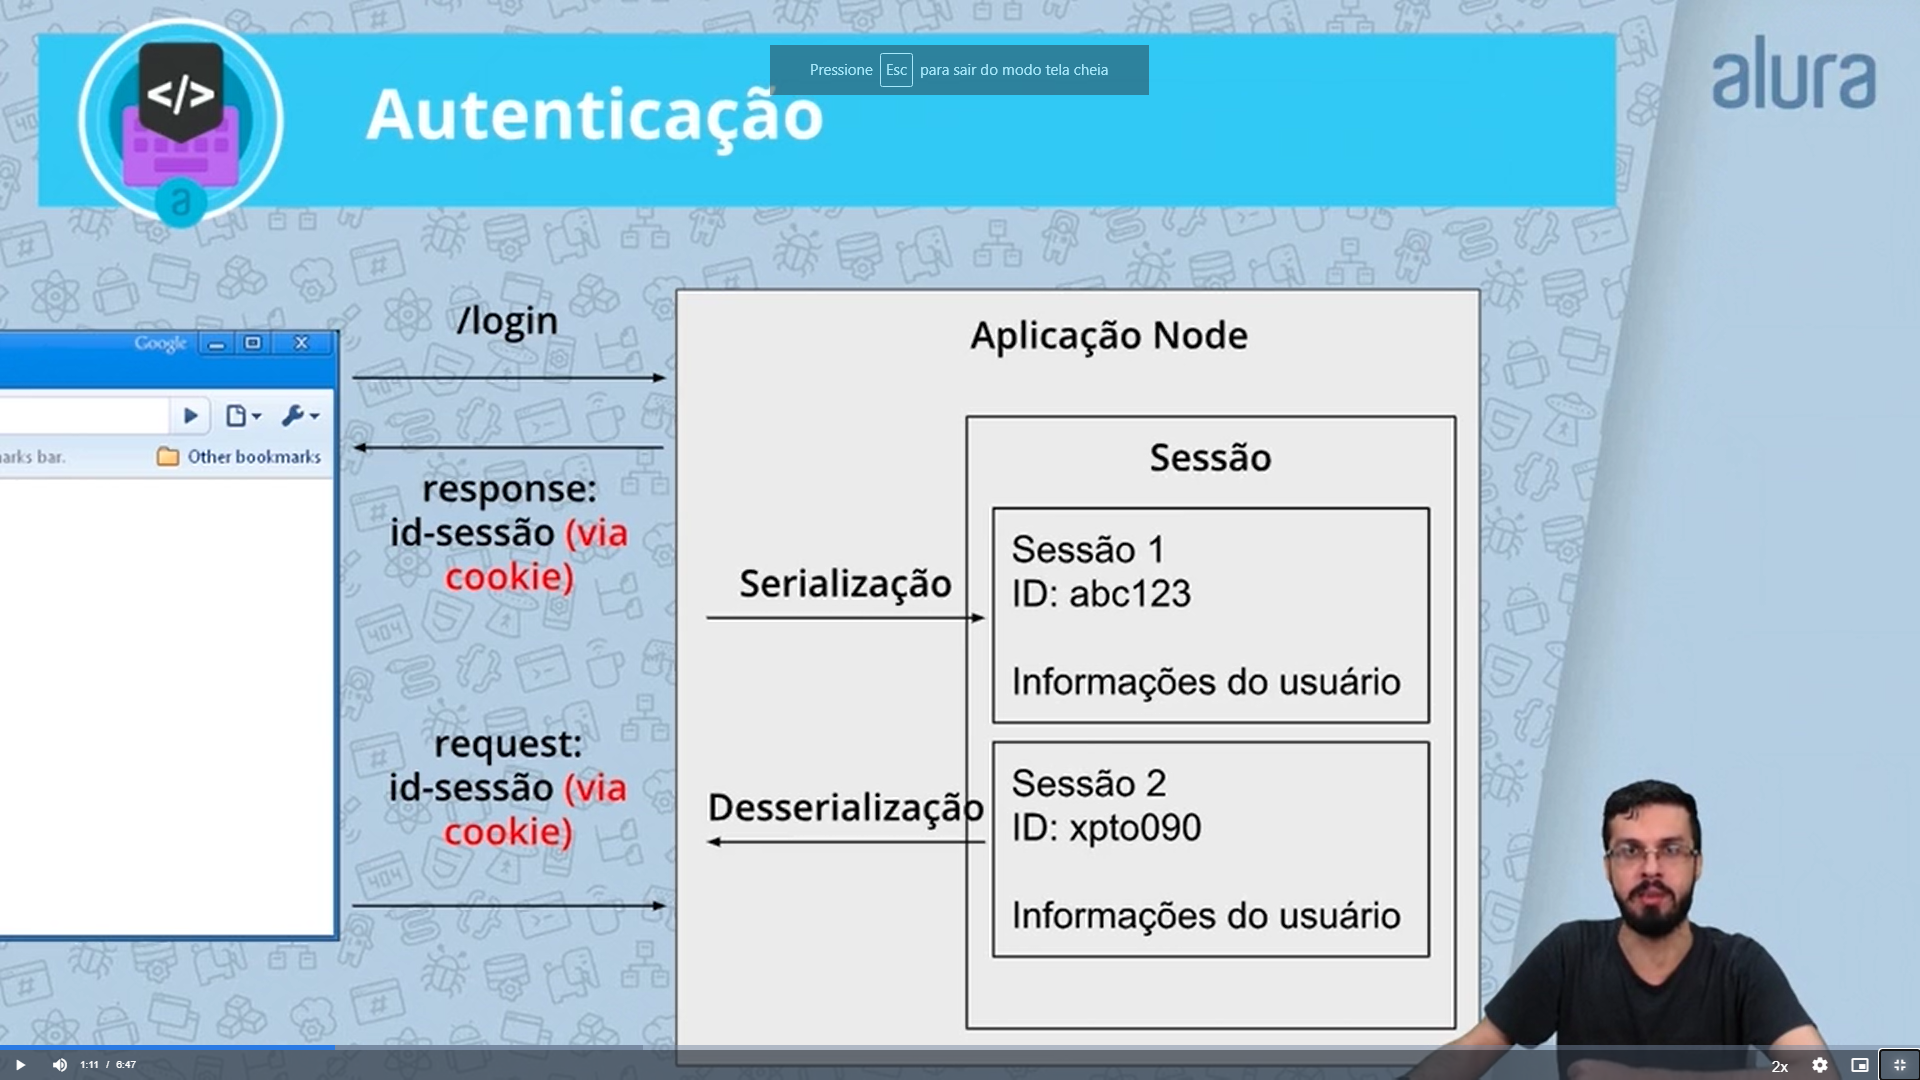 Pressione Esc para sair do modo tela cheia
alura
</>
Autenticação
a
/login
Aplicação Node
Google
Sessão
arks bar.
Other bookmarks
response:
id-sessão (via
cookie)
Serialização
Sessão 1
ID: abc123
Informações do usuário
request:
id-sessão (via
cookie)
Desserialização
Sessão 2
ID: xpto090
Informações do usuário
1:11 / 6:47
2x